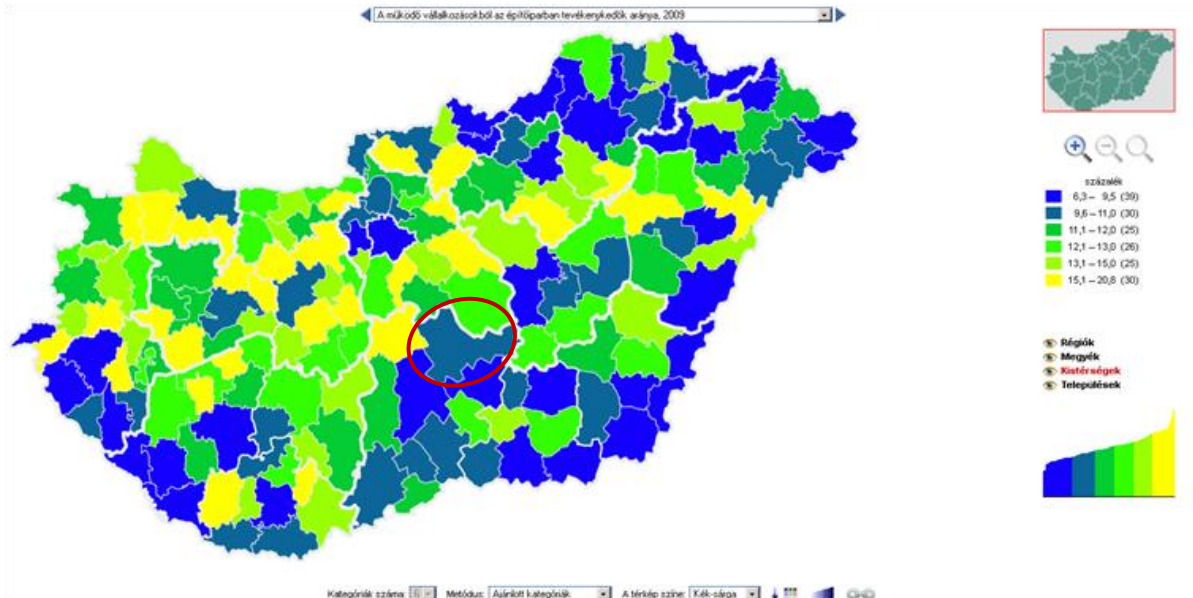 A működő vállalkozásokból az építőiparban tevékenykedők aránya, 2009
százalék
6,3 – 9,5 (39)
9,6 – 11,0 (30)
11,1 – 12,0 (25)
12,1 – 13,0 (26)
13,1 – 15,0 (25)
15,1 – 20,8 (30)
Régiók
Megyék
Kistérségek
Települések
Kategóriák száma: 6 Metódus: Ajánlott kategóriák A térkép színe: Kék-sárga